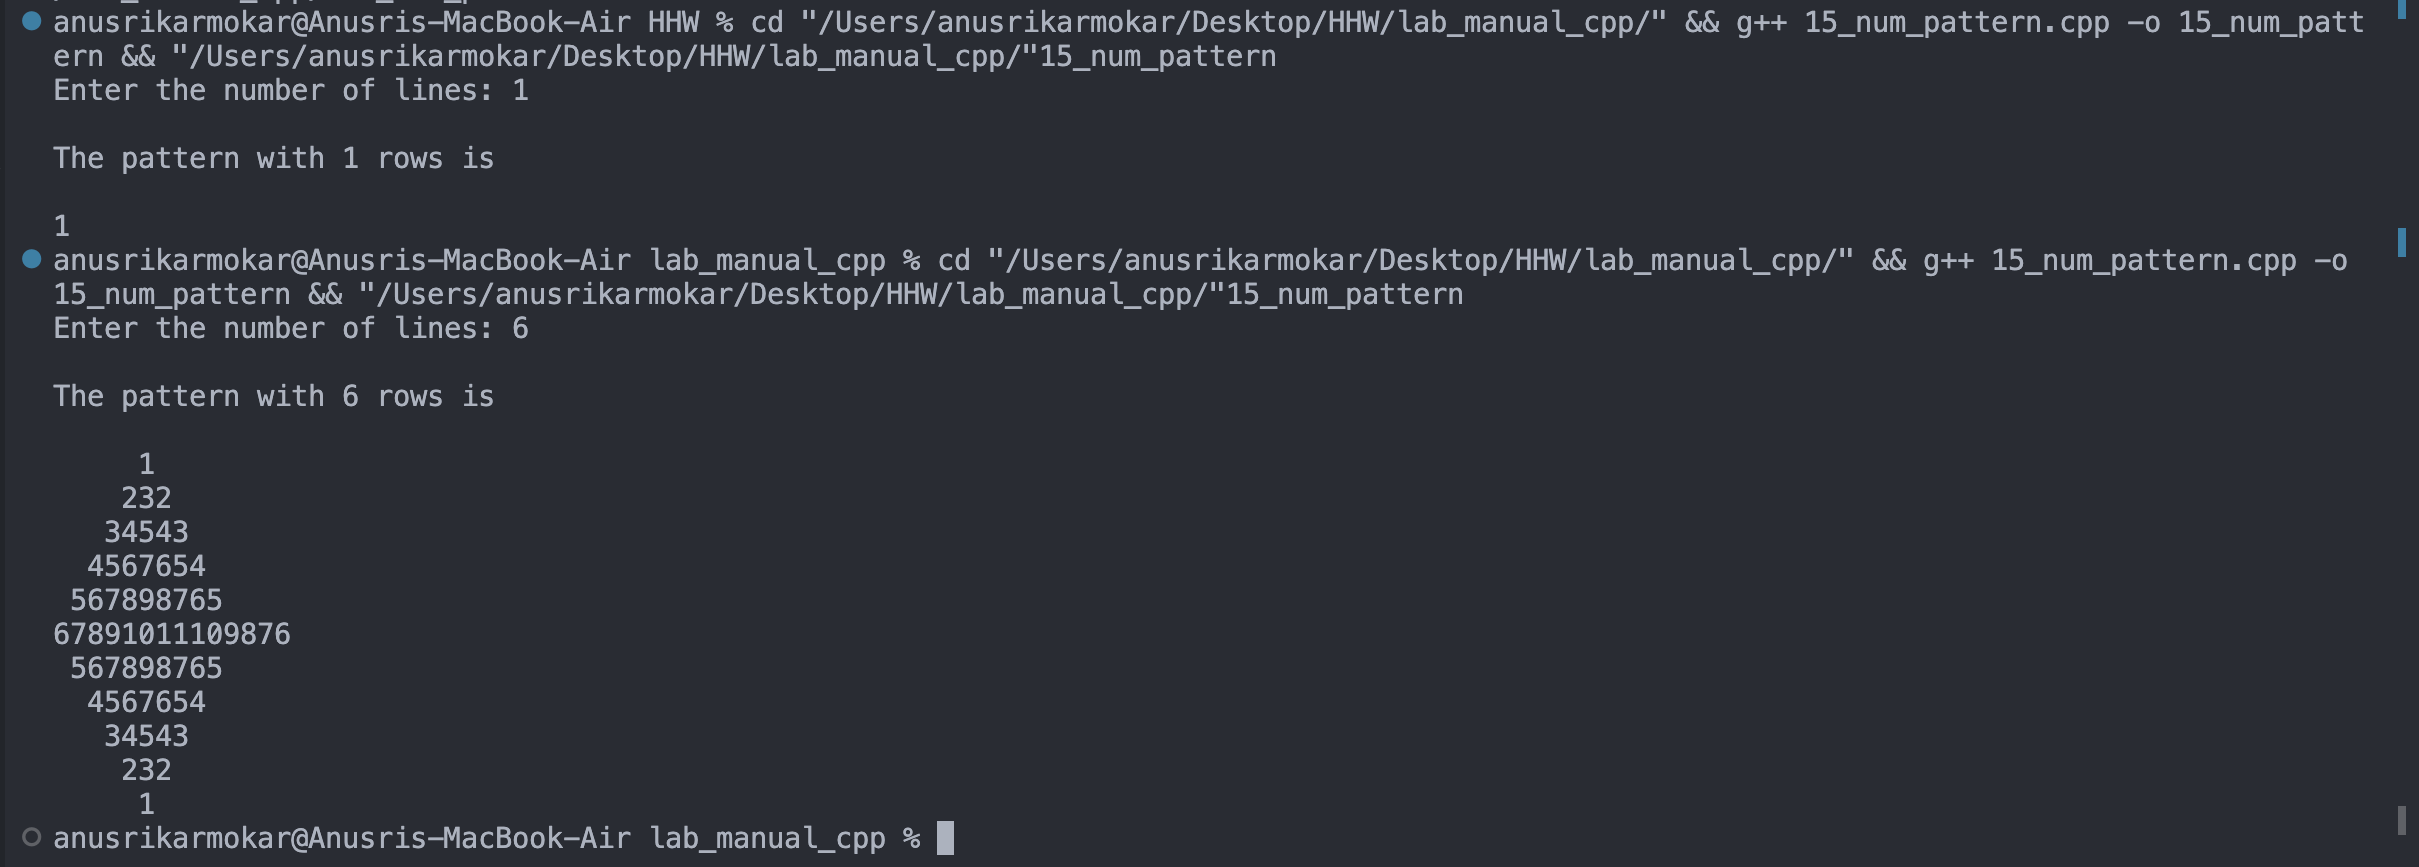 anusrikarmokar@Anusris-MacBook-Air HHW % cd "/Users/anusrikarmokar/Desktop/HHW/lab_manual_cpp/" && g++ 15_num_pattern.cpp -o 15_num_patt
ern && "/Users/anusrikarmokar/Desktop/HHW/lab_manual_cpp/"15_num_pattern
Enter the number of lines: 1
The pattern with 1 rows is
1
anusrikarmokar@Anusris-MacBook-Air lab_manual_cpp % cd "/Users/anusrikarmokar/Desktop/HHW/lab_manual_cpp/" && g++ 15_num_pattern.cpp -o
15_num_pattern && "/Users/anusrikarmokar/Desktop/HHW/lab_manual_cpp/"15_num_pattern
Enter the number of lines: 6
The pattern with 6 rows is
     1
    232
   34543
  4567654
 567898765
67891011109876
 567898765
  4567654
   34543
    232
     1
anusrikarmokar@Anusris-MacBook-Air lab_manual_cpp %